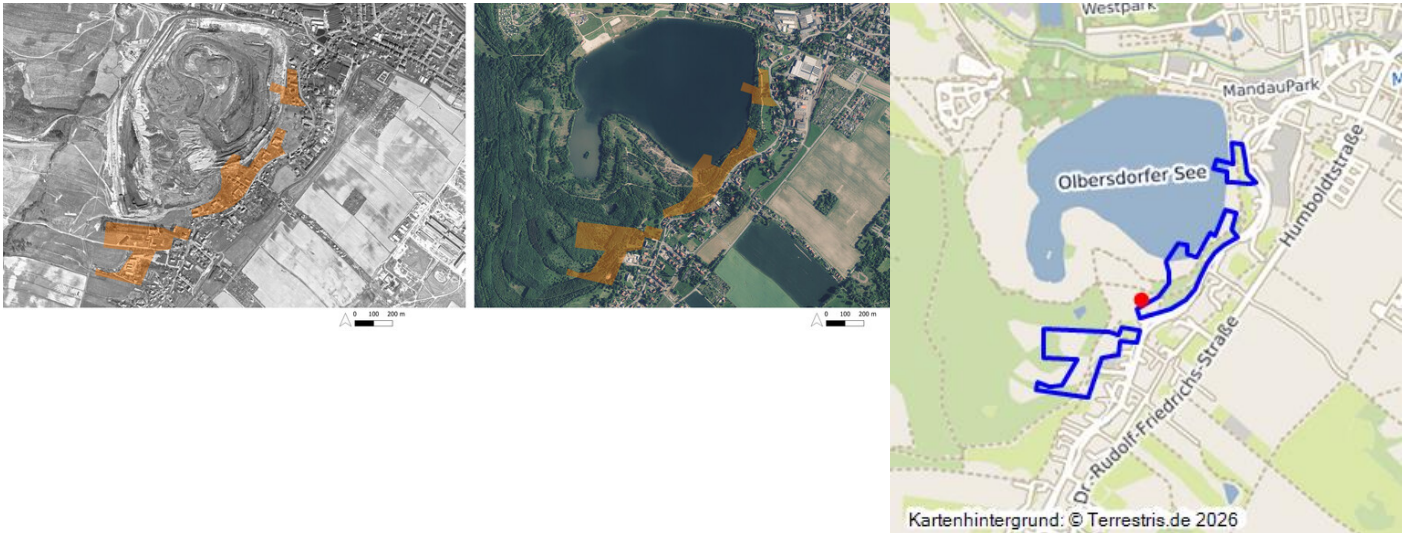 0 100 200 m
0 100 200 m
Westpark
MandauPark
M
Olbersdorfer See
Humboldtstraße
Dr.-Rudolf-Friedrichs-Straße
Kartenhintergrund: © Terrestris.de 2026